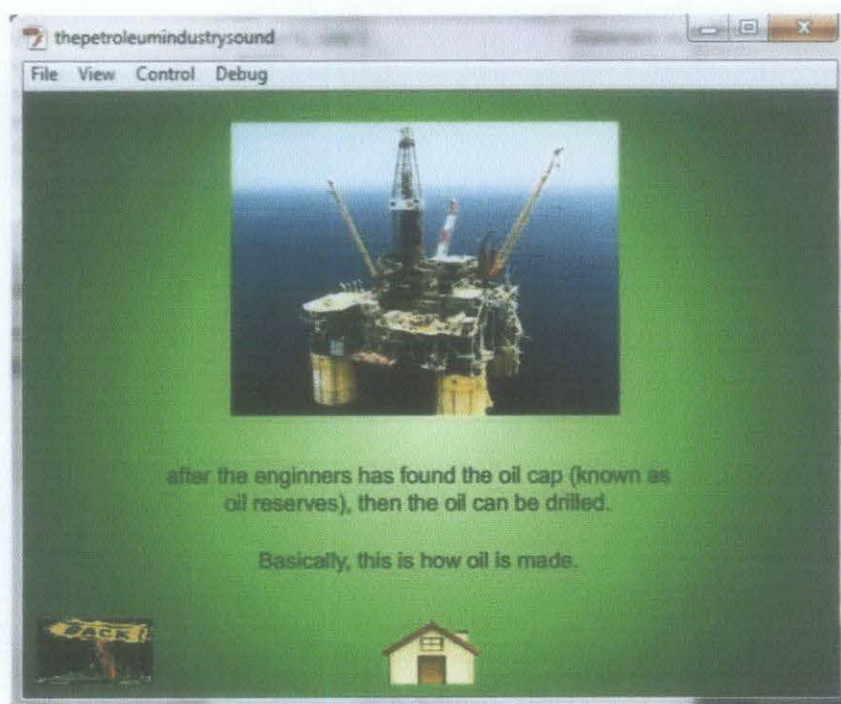 thepetroleumindustrysound
File View Control Debug
after the enginners has found the oil cap (known as
oil reserves), then the oil can be drilled.
Basically, this is how oil is made.
BACK